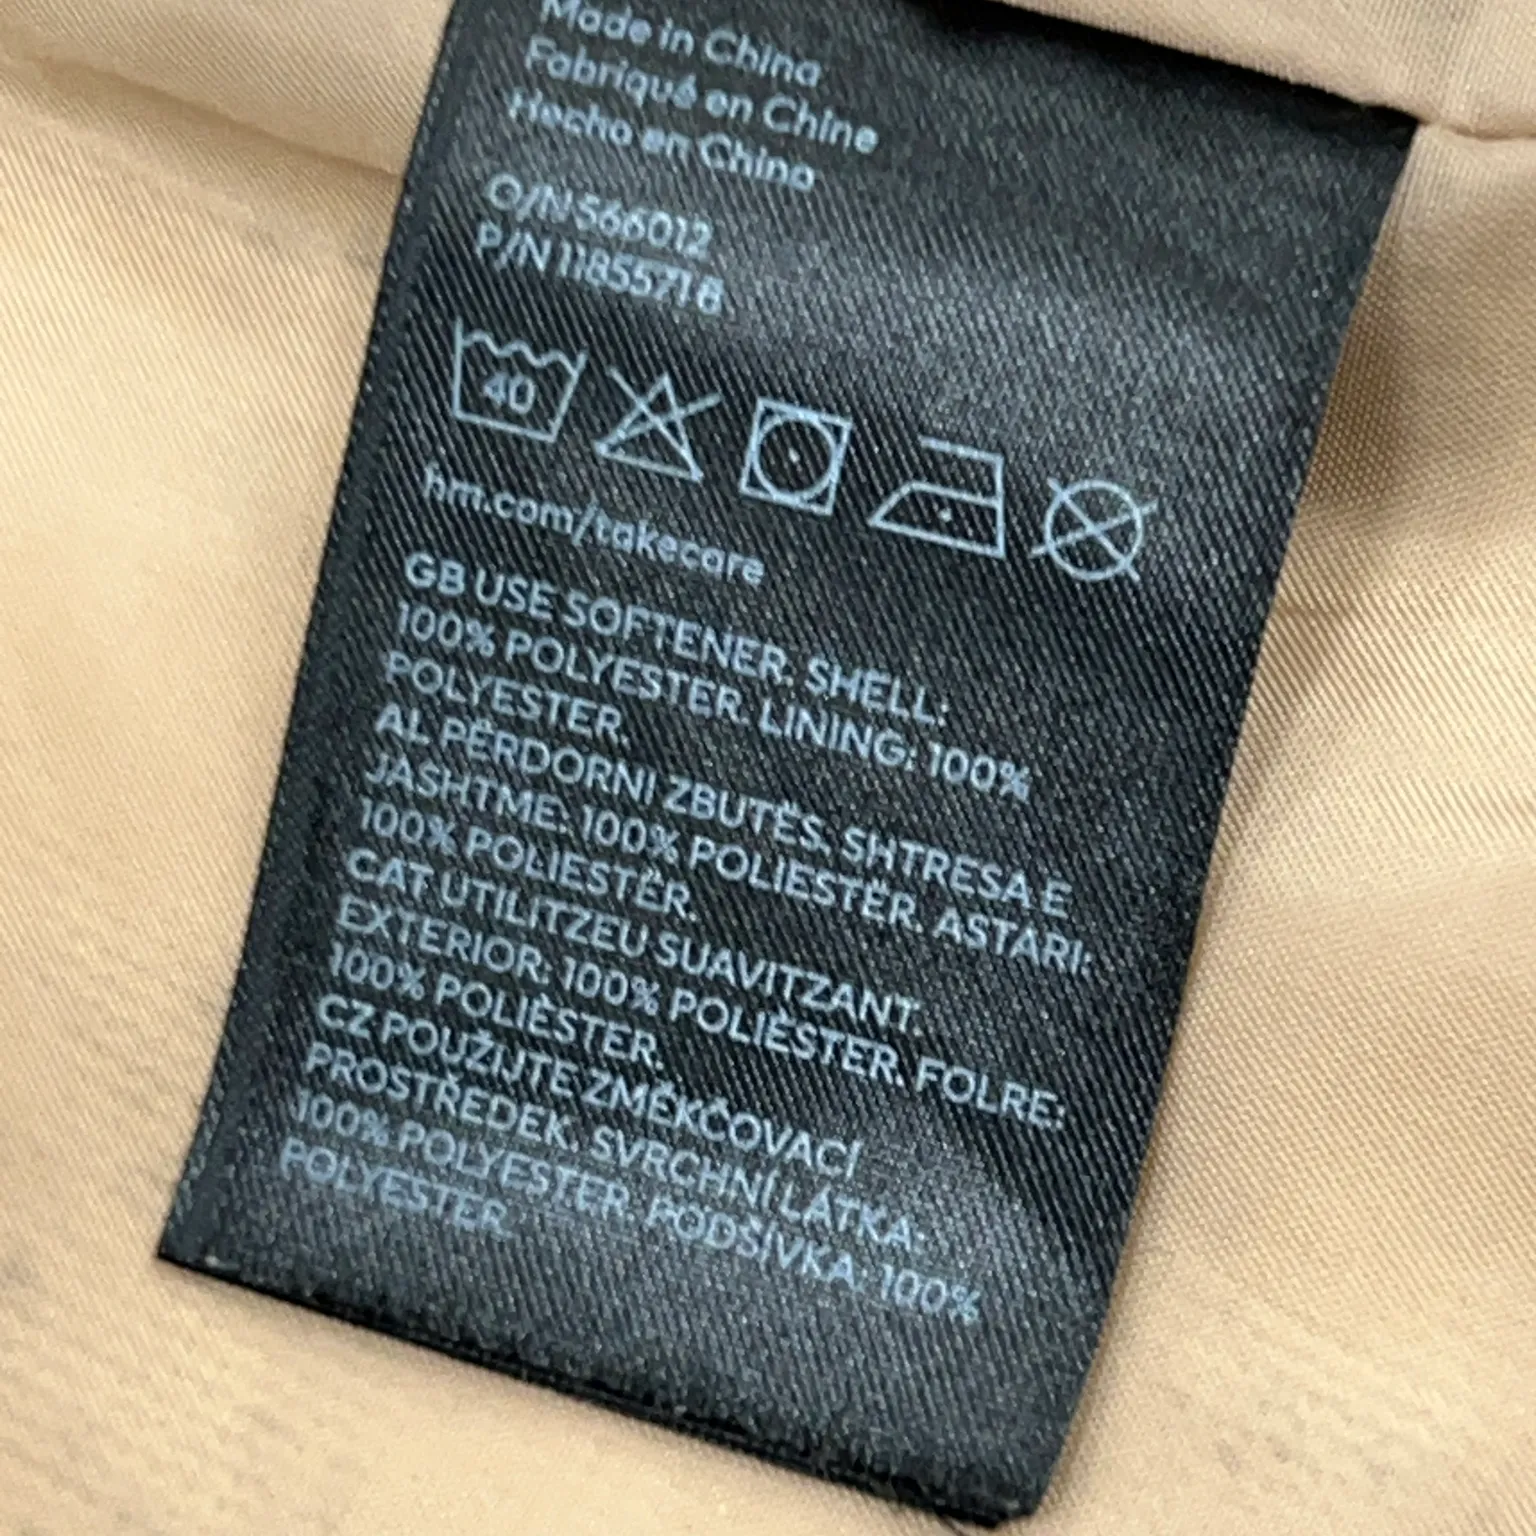 Made in China
Fabriqué en Chine
Hecho en China
O/N 566012
P/N 11855718
40
hm.com/takecare
GB USE SOFTENER. SHELL:
100% POLYESTER. LINING: 100%
POLYESTER.
AL PËRDORNI ZBUTËS. SHTRESA E
JASHTME: 100% POLIESTËR. ASTARI:
100% POLIESTËR.
CAT UTILITZEU SUAVITZANT.
EXTERIOR: 100% POLIÈSTER. FOLRE:
100% POLIÈSTER.
CZ POUŽIJTE ZMĚKČOVACÍ
PROSTŘEDEK. SVRCHNÍ LÁTKA:
100% POLYESTER. PODŠÍVKA: 100%
POLYESTER.